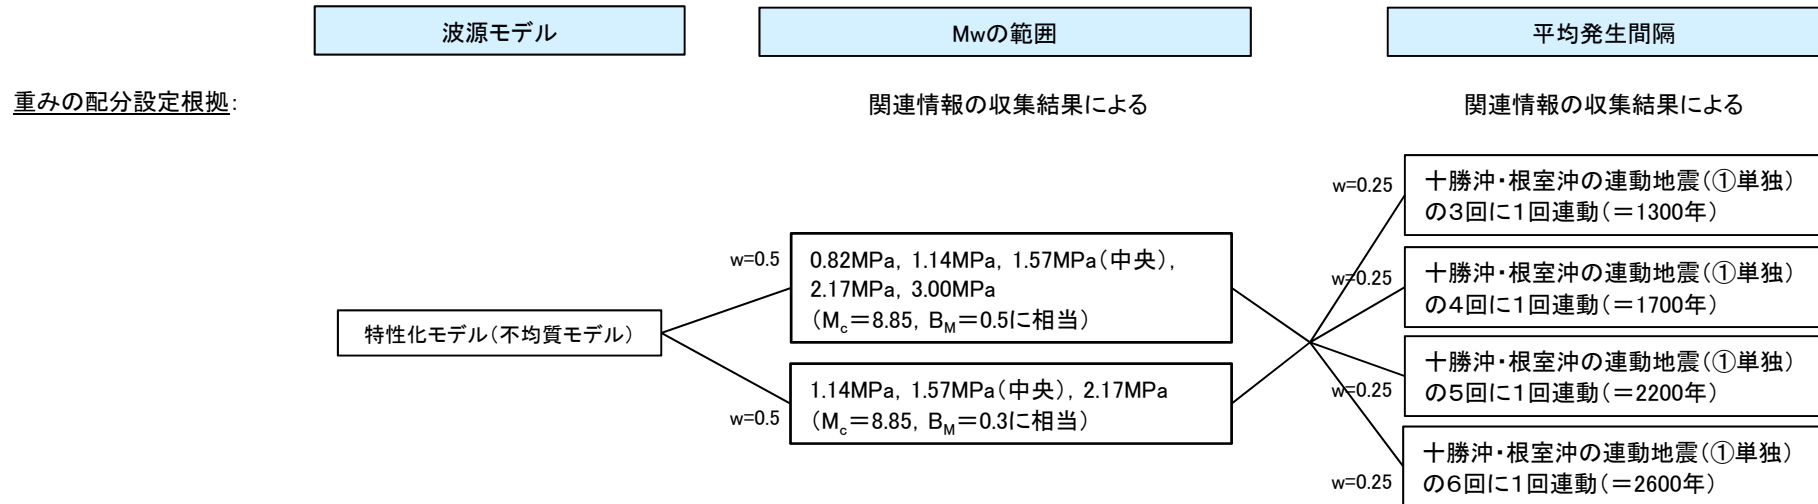 波源モデル
Mwの範囲
平均発生間隔
重みの配分設定根拠:
関連情報の収集結果による
関連情報の収集結果による
特性化モデル(不均質モデル)
w=0.5
0.82MPa, 1.14MPa, 1.57MPa(中央),
2.17MPa, 3.00MPa
(Mc=8.85, BM=0.5に相当)
w=0.5
1.14MPa, 1.57MPa(中央), 2.17MPa
(Mc=8.85, BM=0.3に相当)
w=0.25
十勝沖・根室沖の連動地震(①単独)
の3回に1回連動(=1300年)
w=0.25
十勝沖・根室沖の連動地震(①単独)
の4回に1回連動(=1700年)
w=0.25
十勝沖・根室沖の連動地震(①単独)
の5回に1回連動(=2200年)
w=0.25
十勝沖・根室沖の連動地震(①単独)
の6回に1回連動(=2600年)